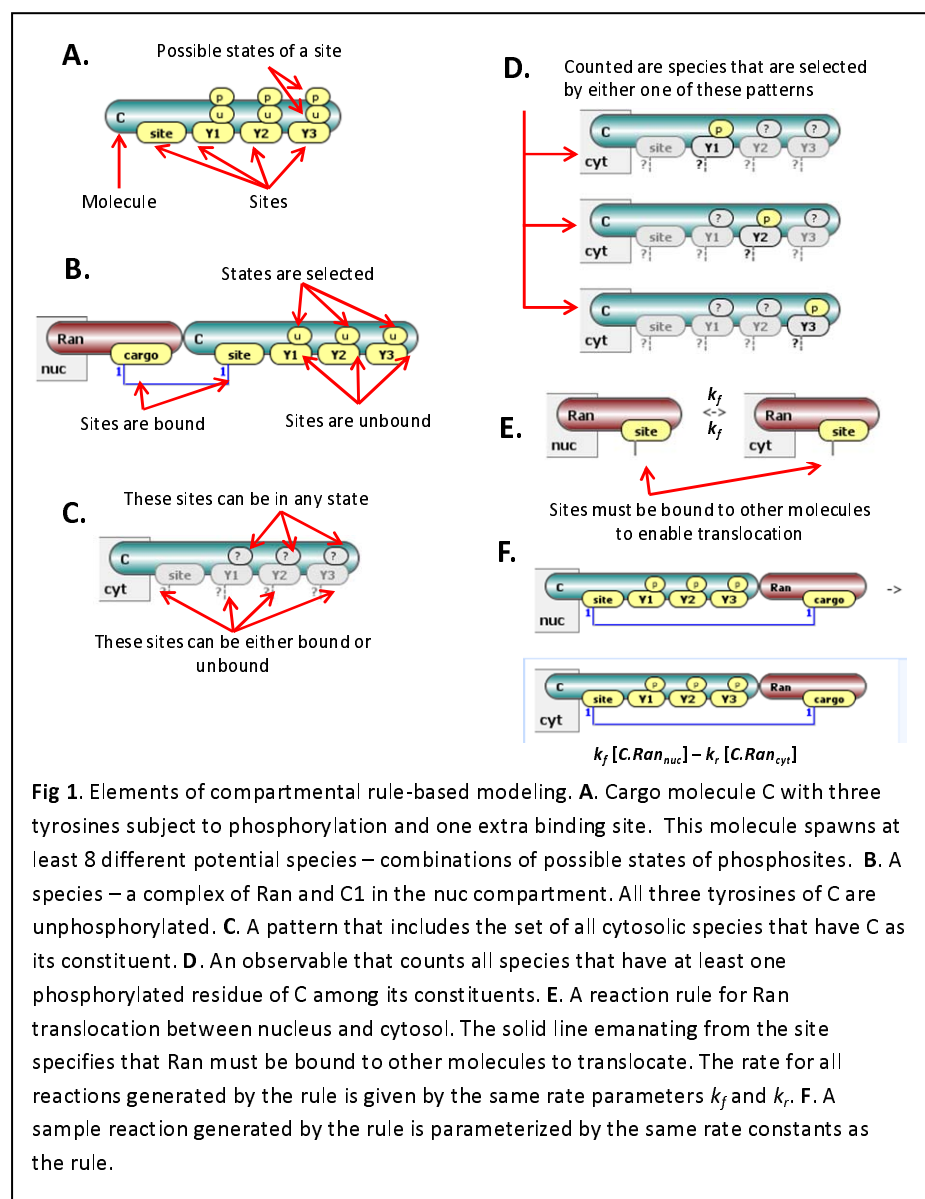 A.
Possible states of a site
p p p
C u u u
site Y1 Y2 Y3
Molecule Sites
B.
States are selected
Ran C u u u
cargo site Y1 Y2 Y3
nuc
1 1
Sites are bound Sites are unbound
C.
These sites can be in any state
C ? ? ?
site Y1 Y2 Y3
cyt ? ? ? ?
These sites can be either bound or
unbound
D.
Counted are species that are selected
by either one of these patterns
C p ? ?
site Y1 Y2 Y3
cyt ? ? ? ?
C ? p ?
site Y1 Y2 Y3
cyt ? ? ? ?
C ? ? p
site Y1 Y2 Y3
cyt ? ? ? ?
E.
Ran kf Ran
site <-> site
nuc kf cyt
Sites must be bound to other molecules
to enable translocation
F.
C p p p Ran
site Y1 Y2 Y3 cargo ->
1 1
nuc
C p p p Ran
site Y1 Y2 Y3 cargo
1 1
cyt
kf [C.Rannuc] – kr [C.Rancyt]
Fig 1. Elements of compartmental rule-based modeling. A. Cargo molecule C with three
tyrosines subject to phosphorylation and one extra binding site. This molecule spawns at
least 8 different potential species – combinations of possible states of phosphosites. B. A
species – a complex of Ran and C1 in the nuc compartment. All three tyrosines of C are
unphosphorylated. C. A pattern that includes the set of all cytosolic species that have C as
its constituent. D. An observable that counts all species that have at least one
phosphorylated residue of C among its constituents. E. A reaction rule for Ran
translocation between nucleus and cytosol. The solid line emanating from the site
specifies that Ran must be bound to other molecules to translocate. The rate for all
reactions generated by the rule is given by the same rate parameters kf and kr. F. A
sample reaction generated by the rule is parameterized by the same rate constants as
the rule.